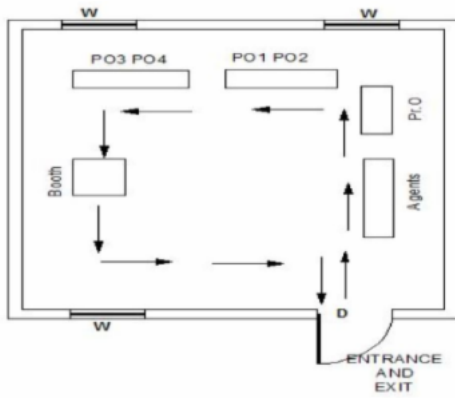 W
W
PO3 PO4
PO1 PO2
Pr.O
Booth
Agents
W
D
ENTRANCE
AND
EXIT